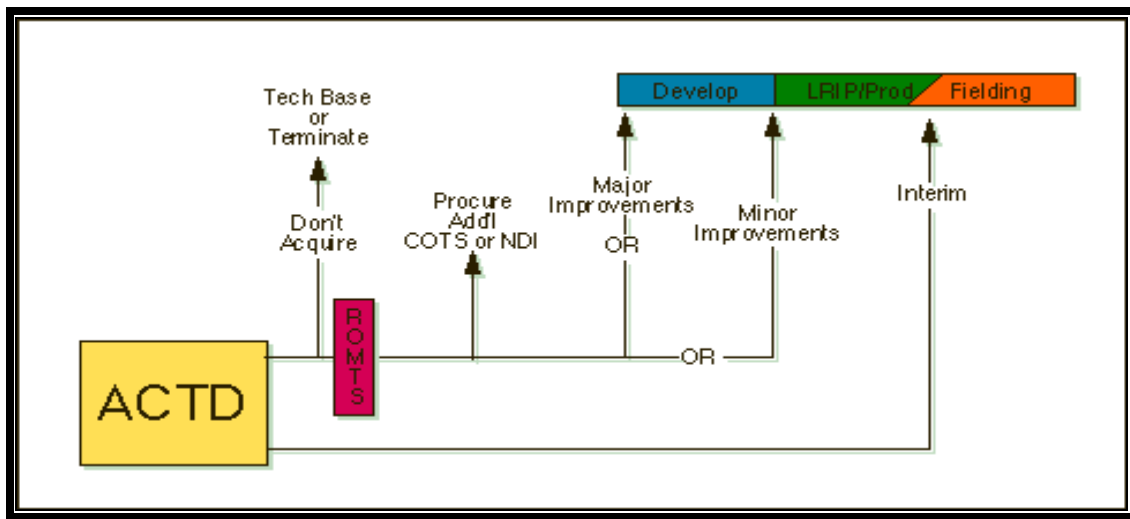 Develop
LRIP/Prod
Fielding
Tech Base
or
Terminate
Don't
Acquire
Procure
Add'l
COTS or NDI
Major
Improvements
OR
Minor
Improvements
Interim
ROMTS
OR
ACTD